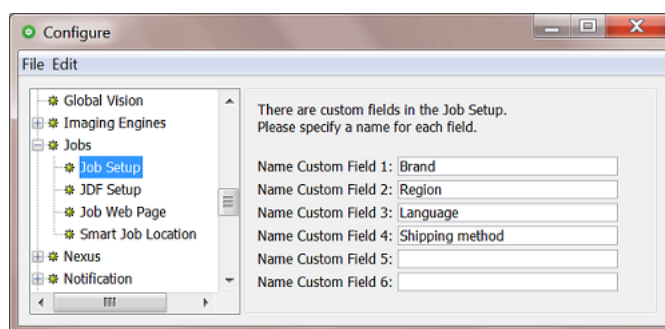 Configure
File Edit
Global Vision
Imaging Engines
Jobs
Job Setup
JDF Setup
Job Web Page
Smart Job Location
Nexus
Notification
There are custom fields in the Job Setup.
Please specify a name for each field.
Name Custom Field 1: Brand
Name Custom Field 2: Region
Name Custom Field 3: Language
Name Custom Field 4: Shipping method
Name Custom Field 5:
Name Custom Field 6: